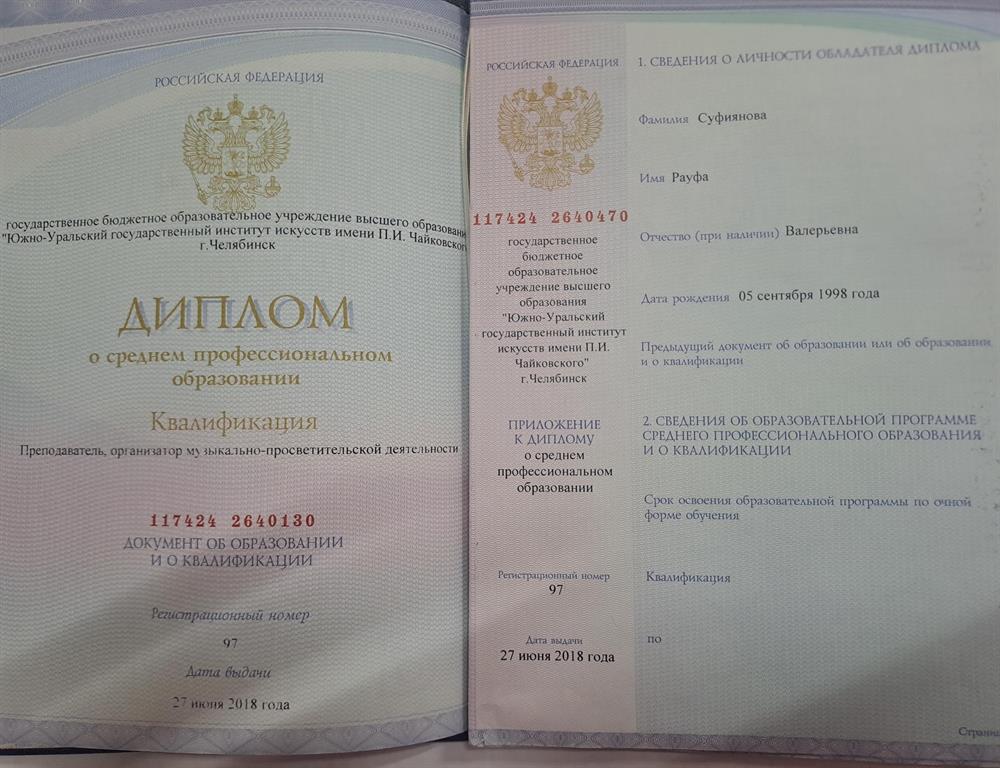 РОССИЙСКАЯ ФЕДЕРАЦИЯ
государственное бюджетное образовательное учреждение высшего образовани
"Южно-Уральский государственный институт искусств имени П.И. Чайковског
г.Челябинск
ДИПЛОМ
о среднем профессиональном
образовании
Квалификация
Преподаватель, организатор музыкально-просветительской деятельности
117424 2640130
ДОКУМЕНТ ОБ ОБРАЗОВАНИИ
И О КВАЛИФИКАЦИИ
Регистрационный номер
97
Дата выдачи
27 июня 2018 года
РОССИЙСКАЯ ФЕДЕРАЦИЯ
117424 2640470
государственное
бюджетное
образовательное
учреждение высшего
образования
"Южно-Уральский
государственный институт
искусств имени П.И.
Чайковского"
г.Челябинск
ПРИЛОЖЕНИЕ
К ДИПЛОМУ
о среднем
профессиональном
образовании
Регистрационный номер
97
Дата выдачи
27 июня 2018 года
1. СВЕДЕНИЯ О ЛИЧНОСТИ ОБЛАДАТЕЛЯ ДИПЛОМА
Фамилия Суфиянова
Имя Рауфа
Отчество (при наличии) Валерьевна
Дата рождения 05 сентября 1998 года
Предыдущий документ об образовании или об образовании
и о квалификации
2. СВЕДЕНИЯ ОБ ОБРАЗОВАТЕЛЬНОЙ ПРОГРАММЕ
СРЕДНЕГО ПРОФЕССИОНАЛЬНОГО ОБРАЗОВАНИЯ
И О КВАЛИФИКАЦИИ
Срок освоения образовательной программы по очной
форме обучения
Квалификация
по
Страниц